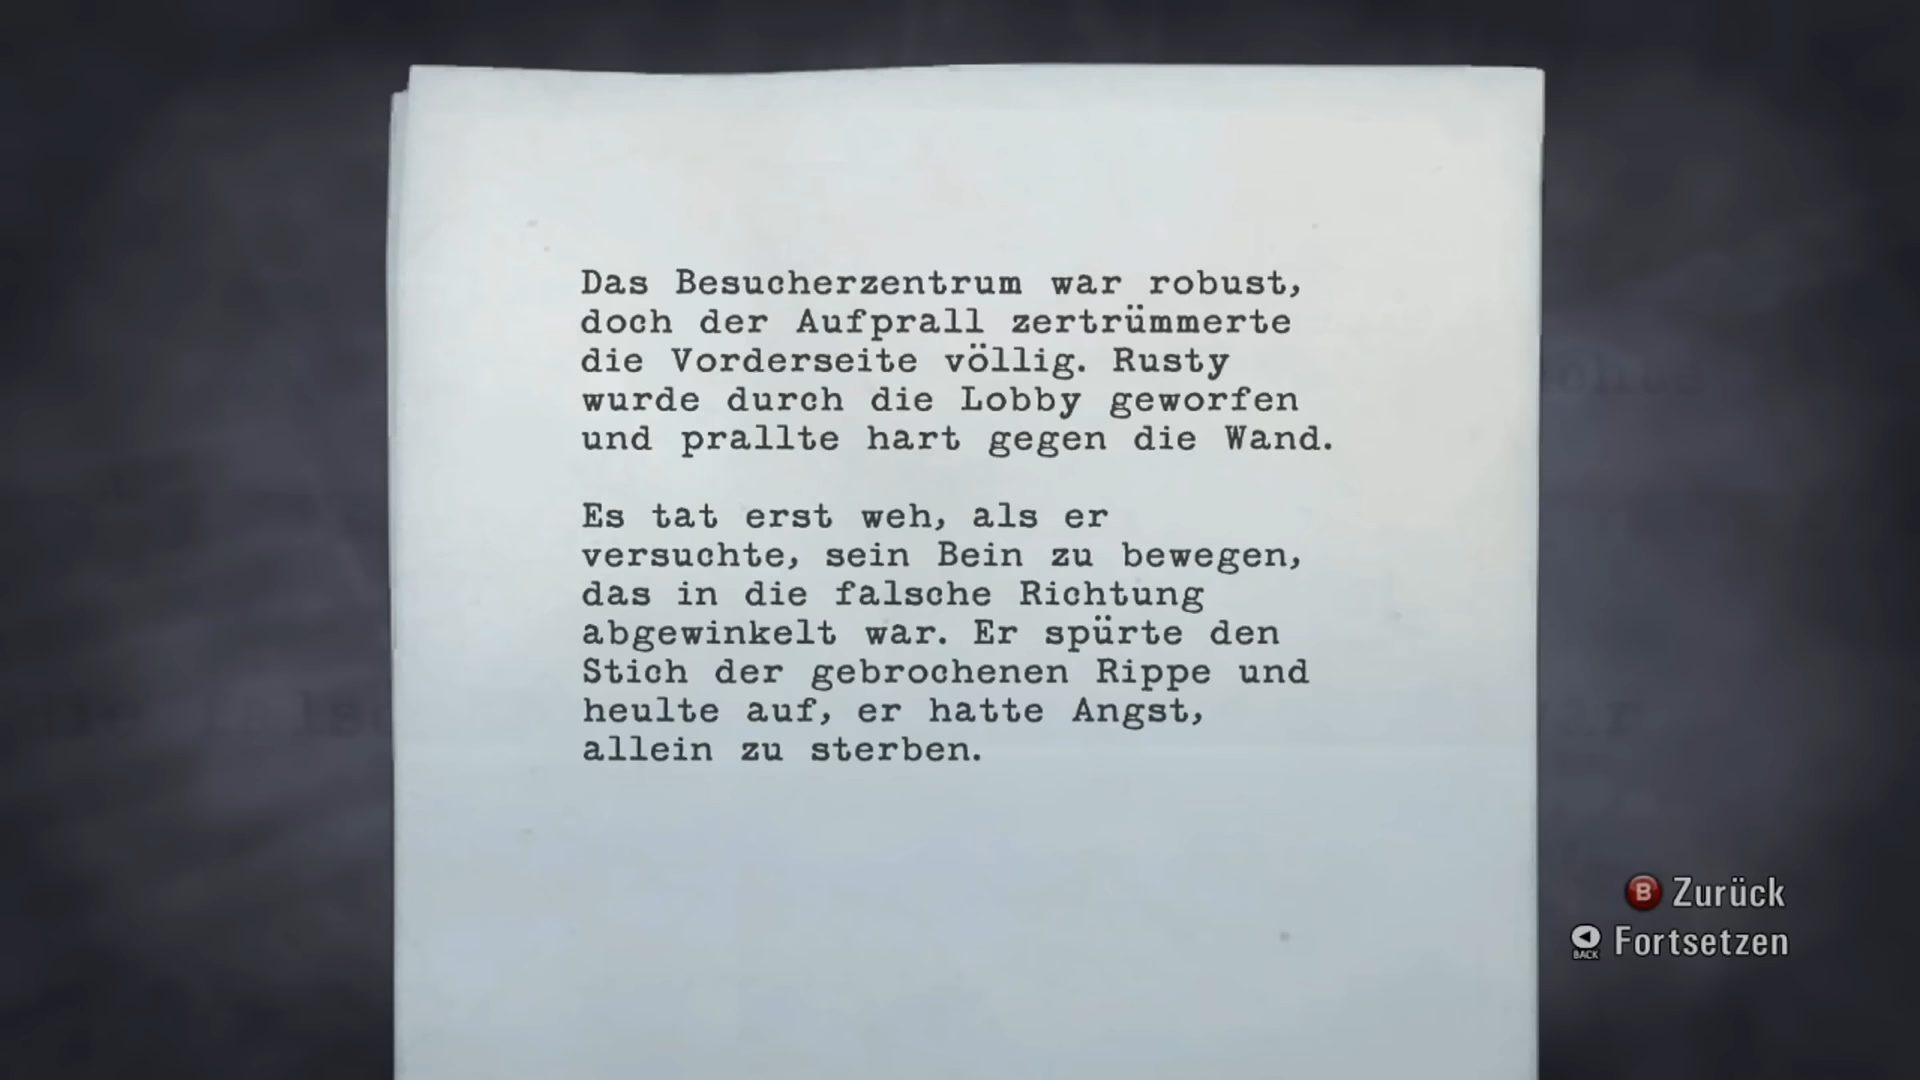 Das Besucherzentrum war robust,
doch der Aufprall zertrümmerte
die Vorderseite völlig. Rusty
wurde durch die Lobby geworfen
und prallte hart gegen die Wand.
Es tat erst weh, als er
versuchte, sein Bein zu bewegen,
das in die falsche Richtung
abgewinkelt war. Er spürte den
Stich der gebrochenen Rippe und
heulte auf, er hatte Angst,
allein zu sterben.
B Zurück
BACK Fortsetzen